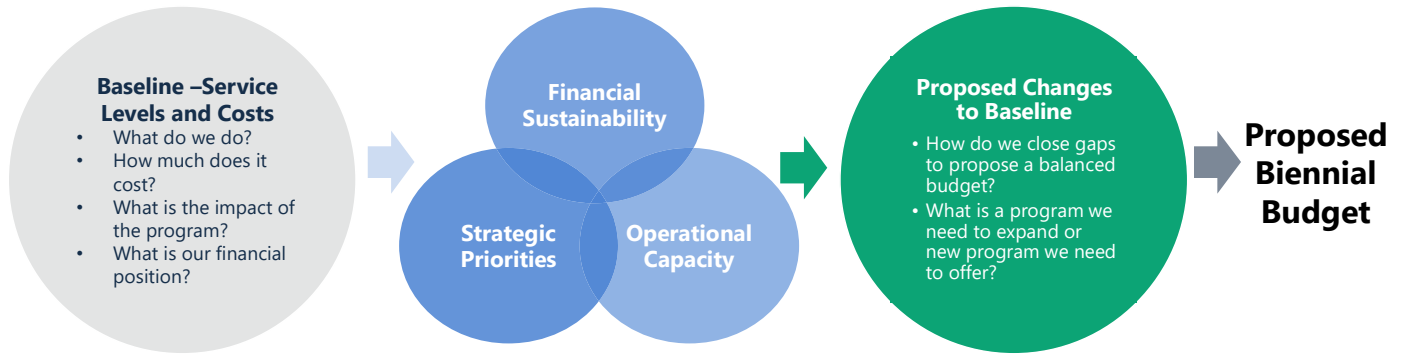 Baseline –Service
Levels and Costs
• What do we do?
• How much does it
cost?
• What is the impact of
the program?
• What is our financial
position?
Financial
Sustainability
Strategic
Priorities
Operational
Capacity
Proposed Changes
to Baseline
• How do we close gaps
to propose a balanced
budget?
• What is a program we
need to expand or
new program we need
to offer?
Proposed
Biennial
Budget